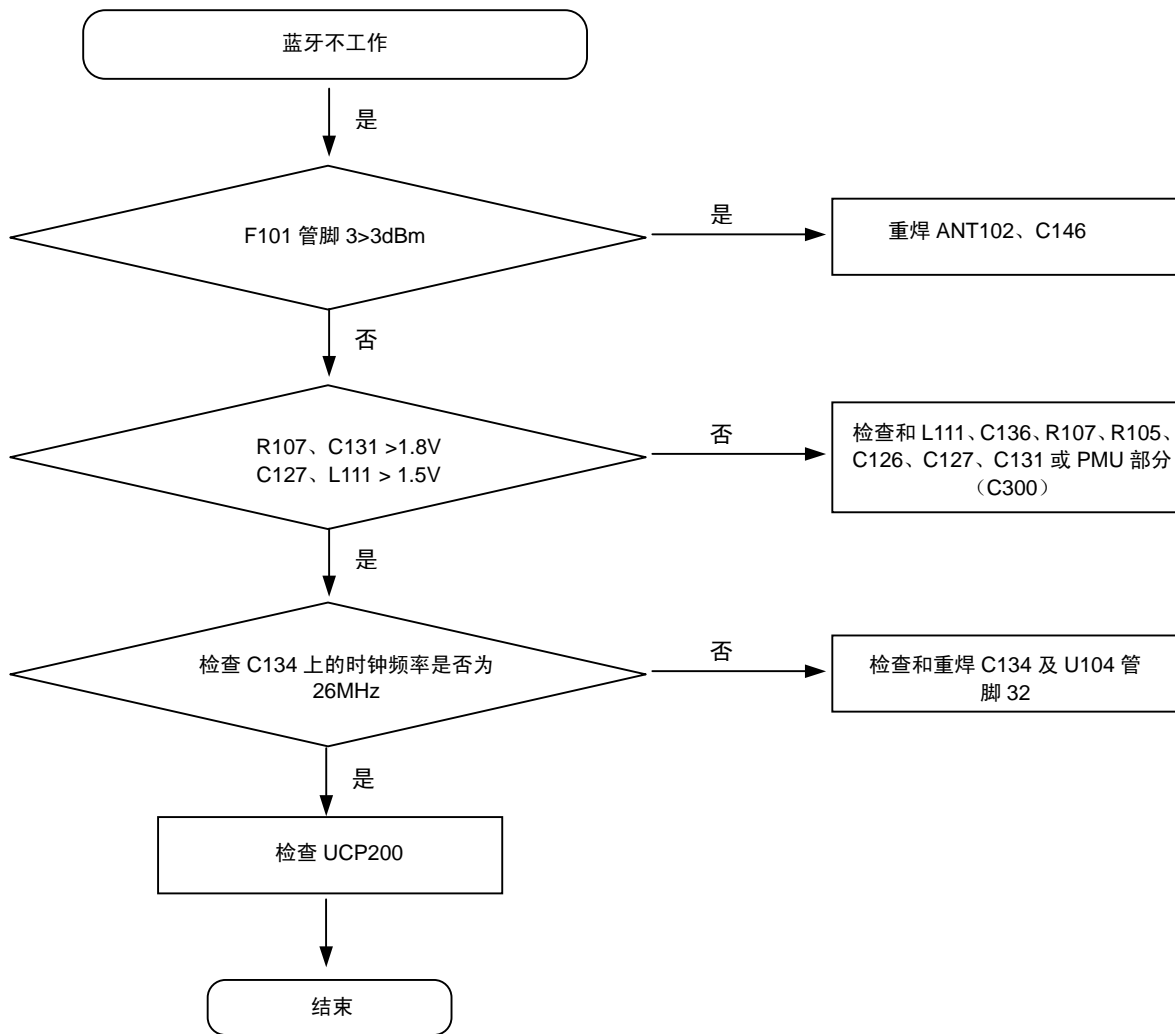 蓝牙不工作
是
F101 管脚 3>3dBm
是
重焊 ANT102、C146
否
R107、C131 >1.8V
C127、L111 > 1.5V
否
检查和 L111、C136、R107、R105、
C126、C127、C131 或 PMU 部分
（C300）
是
检查 C134 上的时钟频率是否为
26MHz
否
检查和重焊 C134 及 U104 管
脚 32
是
检查 UCP200
结束